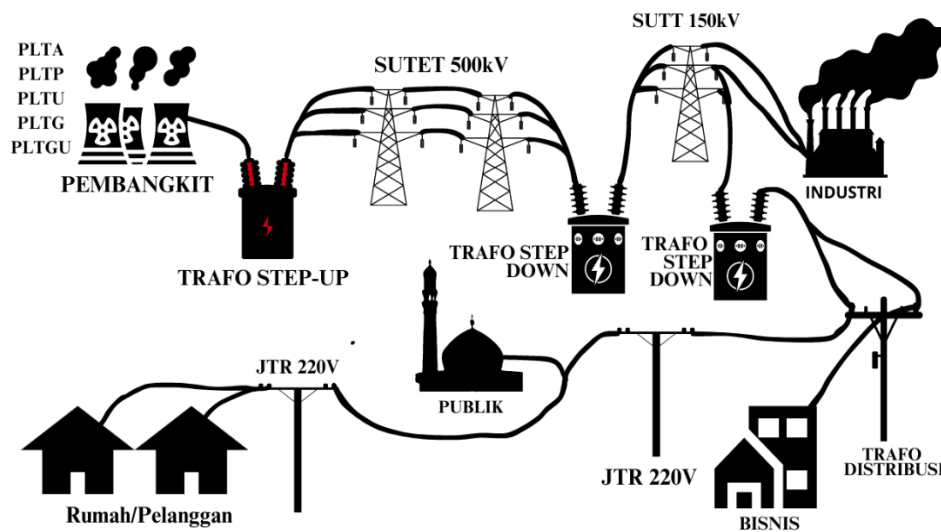 PLTA
PLTP
PLTU
PLTG
PLTGU
PEMBANGKIT
TRAFO STEP-UP
SUTET 500kV
TRAFO STEP
DOWN
SUTT 150kV
INDUSTRI
TRAFO
STEP
DOWN
TRAFO
DISTRIBUSI
BISNIS
JTR 220V
PUBLIK
JTR 220V
Rumah/Pelanggan